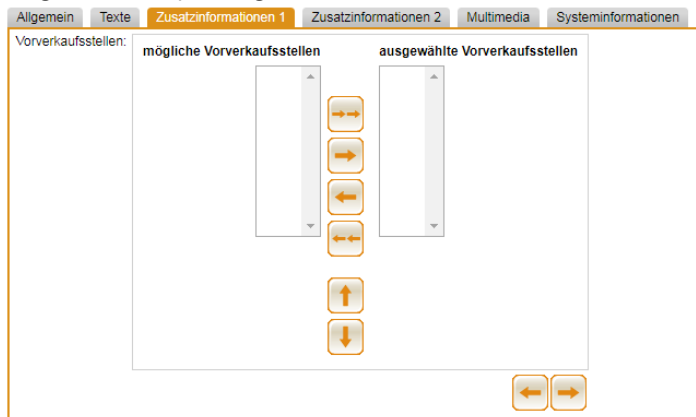 Allgemein Texte Zusatzinformationen 1 Zusatzinformationen 2 Multimedia Systeminformationen
Vorverkaufsstellen:
mögliche Vorverkaufsstellen ausgewählte Vorverkaufsstellen